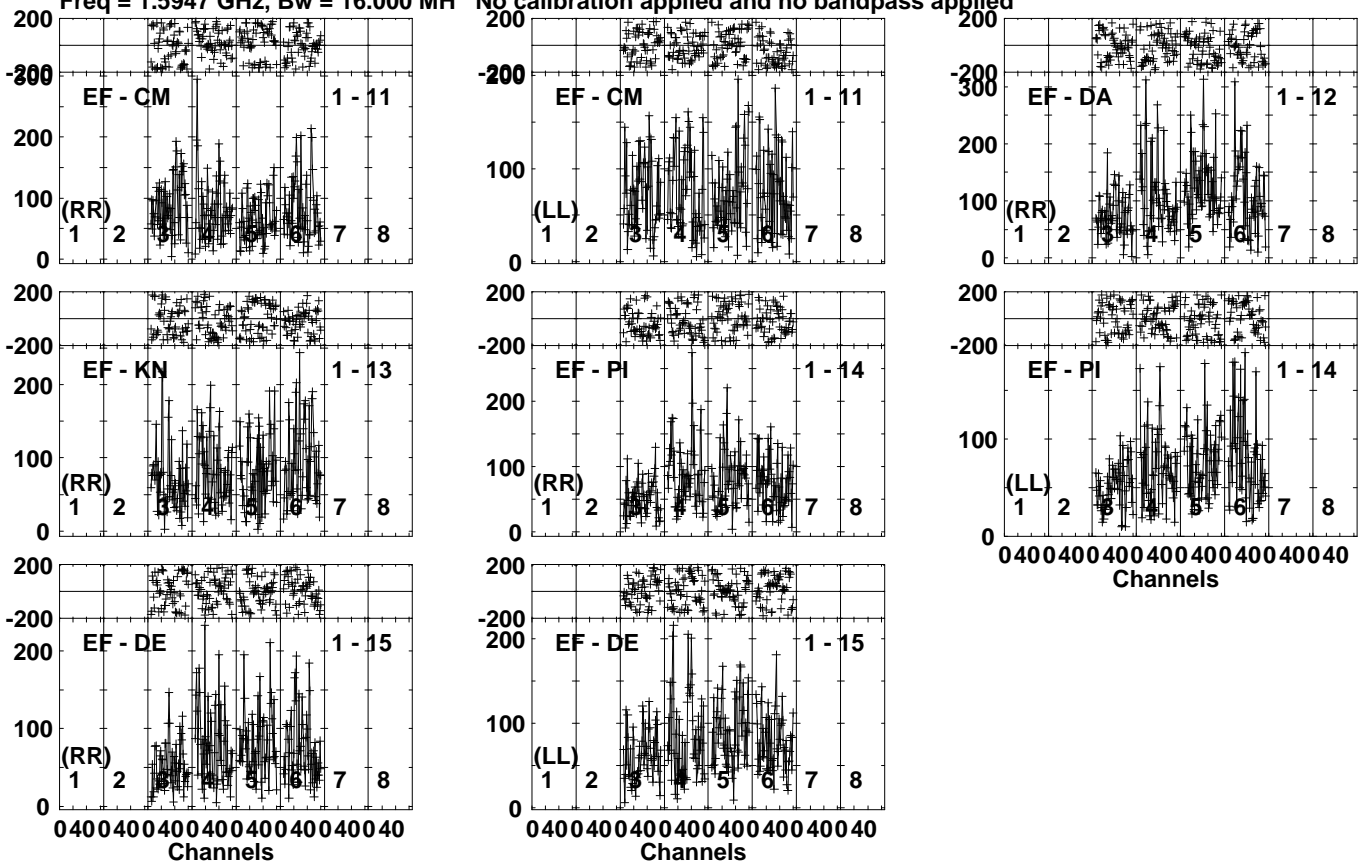 Freq = 1.5947 GHz, Bw = 16.000 MH No calibration applied and no bandpass applied
200 200 200
-200 -200 -200
300 300 300
EF - CM 1 - 11 EF - CM 1 - 11 EF - DA 1 - 12
200 200 200
100 100 100
(RR) (LL) (RR)
1 2 3 4 5 6 7 8 1 2 3 4 5 6 7 8 1 2 3 4 5 6 7 8
0 0 0
200 200 200
-200 -200 -200
EF - KN 1 - 13 EF - PI 1 - 14 EF - PI 1 - 14
200 200
100 100 100
(RR) (RR) (LL)
1 2 3 4 5 6 7 8 1 2 3 4 5 6 7 8 1 2 3 4 5 6 7 8
0 0 0
0 40 0 40 0 40 0 40 0 40 0 40 0 40 0 40
Channels
200 200
-200 -200
EF - DE 1 - 15 EF - DE 1 - 15
200 200
100 100
(RR) (LL)
1 2 3 4 5 6 7 8 1 2 3 4 5 6 7 8
0 0
0 40 0 40 0 40 0 40 0 40 0 40 0 40 0 40 0 40 0 40 0 40 0 40 0 40 0 40 0 40 0 40
Channels Channels